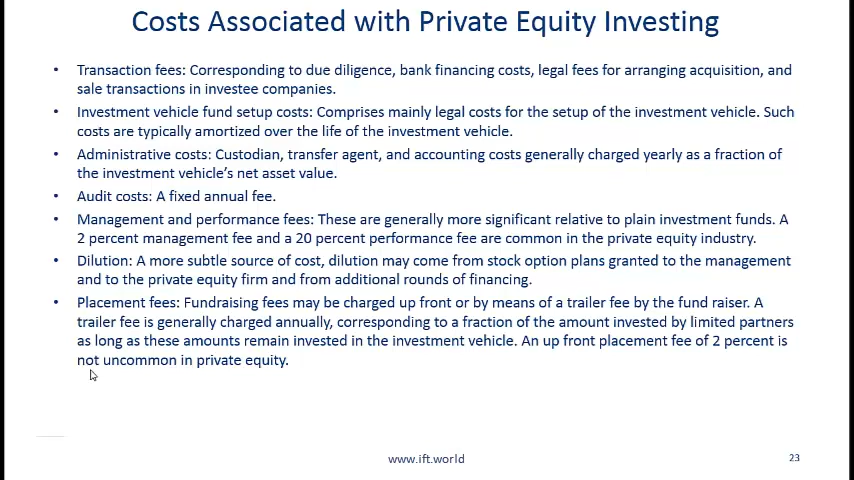 Costs Associated with Private Equity Investing
• Transaction fees: Corresponding to due diligence, bank financing costs, legal fees for arranging acquisition, and
sale transactions in investee companies.
• Investment vehicle fund setup costs: Comprises mainly legal costs for the setup of the investment vehicle. Such
costs are typically amortized over the life of the investment vehicle.
• Administrative costs: Custodian, transfer agent, and accounting costs generally charged yearly as a fraction of
the investment vehicle's net asset value.
• Audit costs: A fixed annual fee.
• Management and performance fees: These are generally more significant relative to plain investment funds. A
2 percent management fee and a 20 percent performance fee are common in the private equity industry.
• Dilution: A more subtle source of cost, dilution may come from stock option plans granted to the management
and to the private equity firm and from additional rounds of financing.
• Placement fees: Fundraising fees may be charged up front or by means of a trailer fee by the fund raiser. A
trailer fee is generally charged annually, corresponding to a fraction of the amount invested by limited partners
as long as these amounts remain invested in the investment vehicle. An up front placement fee of 2 percent is
not uncommon in private equity.
www.ift.world
23